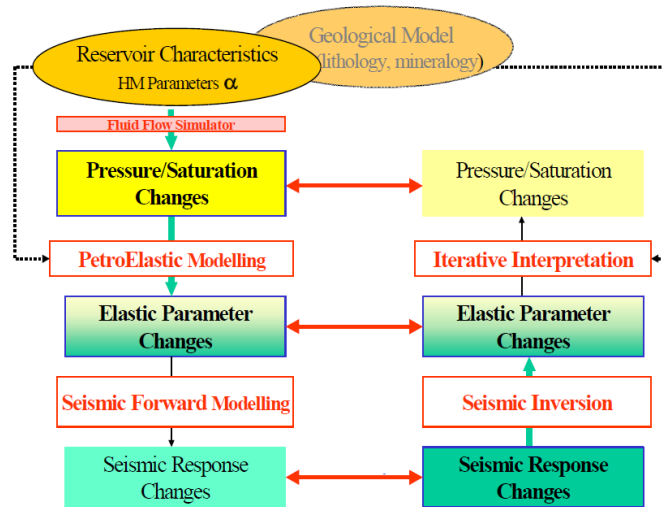 Geological Model
(lithology, mineralogy)
Reservoir Characteristics
HM Parameters α
Fluid Flow Simulator
Pressure/Saturation
Changes
Pressure/Saturation
Changes
PetroElastic Modelling
Iterative Interpretation
Elastic Parameter
Changes
Elastic Parameter
Changes
Seismic Forward Modelling
Seismic Inversion
Seismic Response
Changes
Seismic Response
Changes